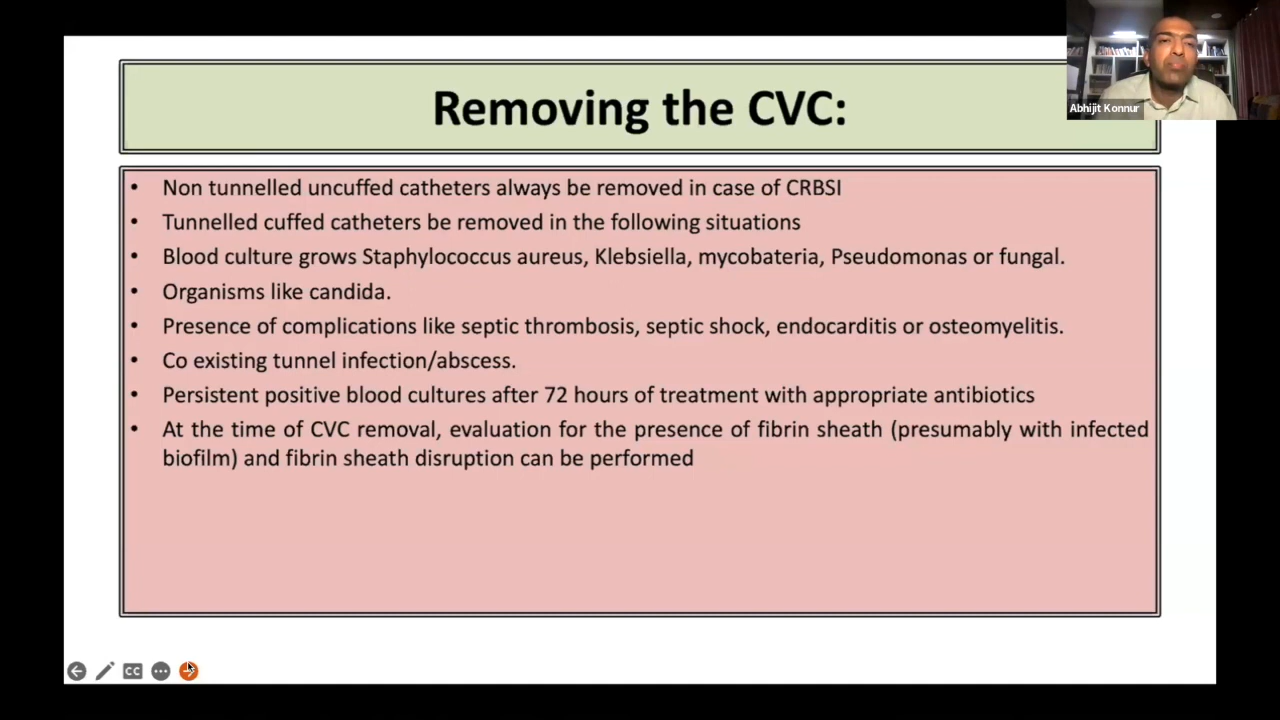 Removing the CVC:
Abhijit Konnur
• Non tunnelled uncuffed catheters always be removed in case of CRBSI
• Tunnelled cuffed catheters be removed in the following situations
• Blood culture grows Staphylococcus aureus, Klebsiella, mycobateria, Pseudomonas or fungal.
• Organisms like candida.
• Presence of complications like septic thrombosis, septic shock, endocarditis or osteomyelitis.
• Co existing tunnel infection/abscess.
• Persistent positive blood cultures after 72 hours of treatment with appropriate antibiotics
• At the time of CVC removal, evaluation for the presence of fibrin sheath (presumably with infected
biofilm) and fibrin sheath disruption can be performed
CC